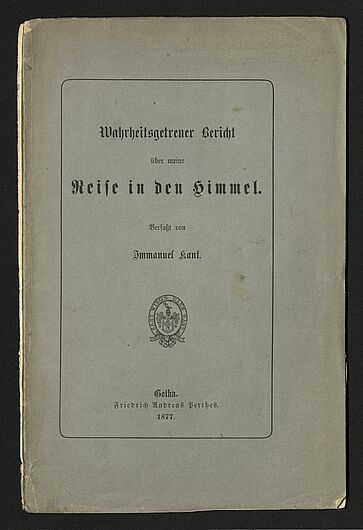 Wahrheitsgetreuer Bericht
über meine
Reise in den Himmel.
Verfaßt von
Immanuel Kant.
Gotha.
Friedrich Andreas Perthes.
1877.